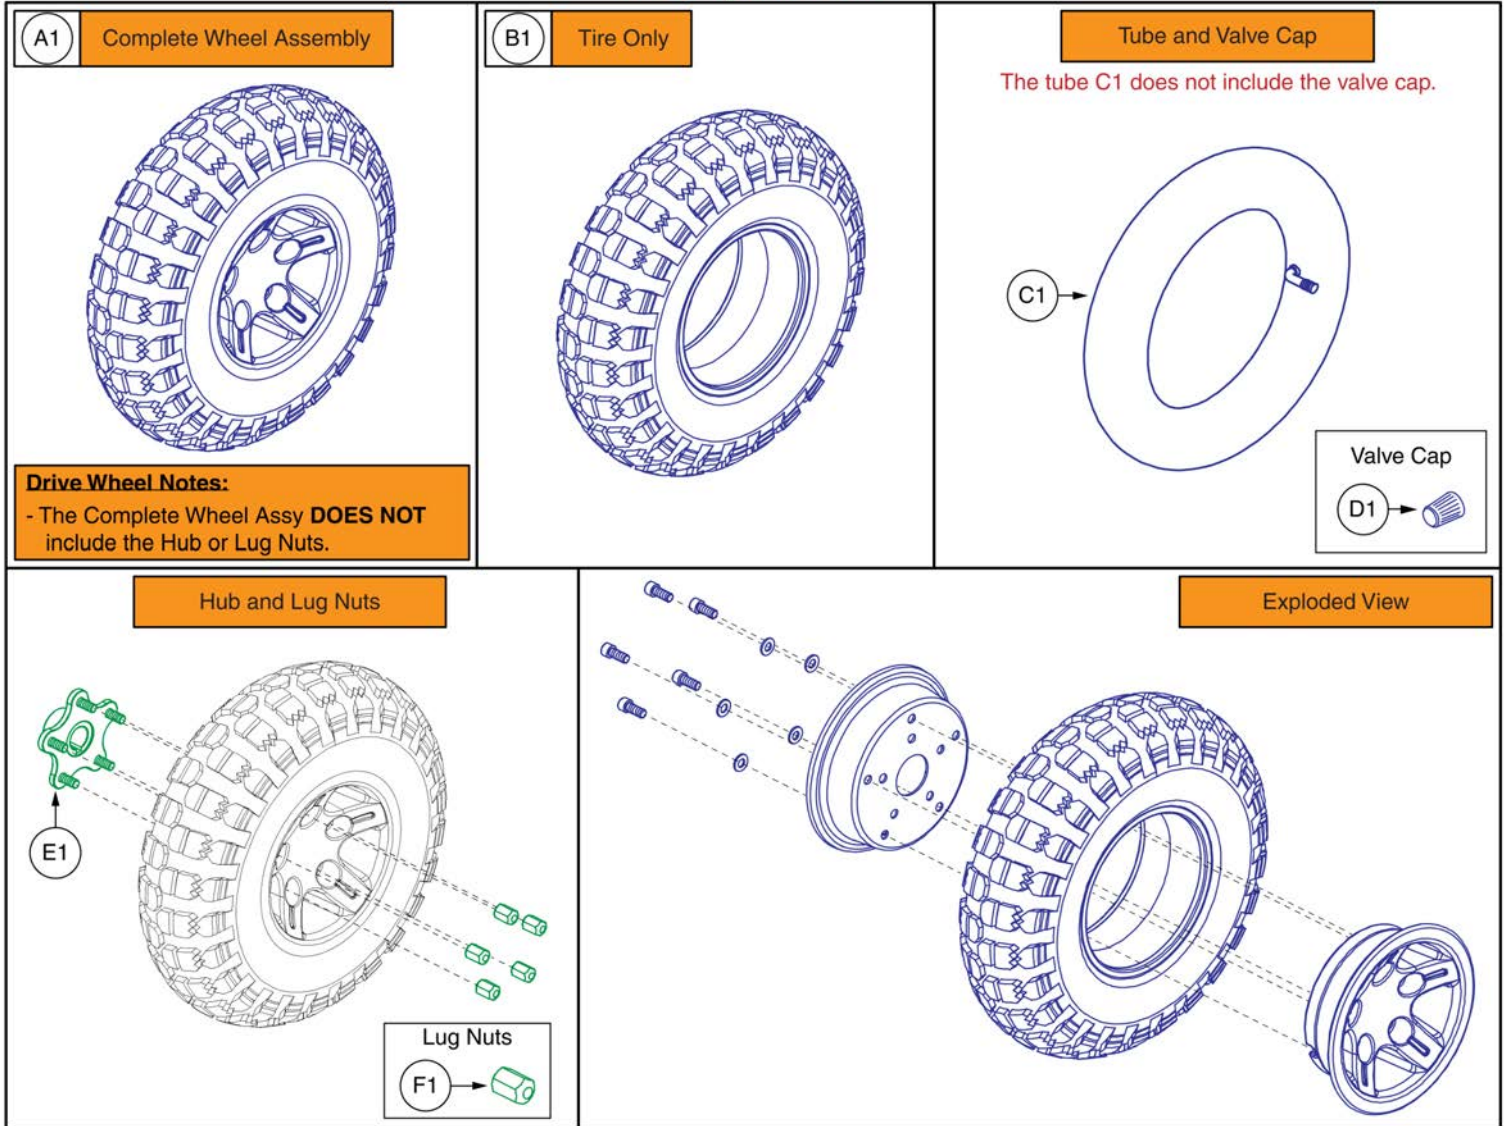 A1
Complete Wheel Assembly
B1
Tire Only
Tube and Valve Cap
The tube C1 does not include the valve cap.
C1
Valve Cap
D1
Drive Wheel Notes:
- The Complete Wheel Assy DOES NOT
include the Hub or Lug Nuts.
Hub and Lug Nuts
E1
Lug Nuts
F1
Exploded View